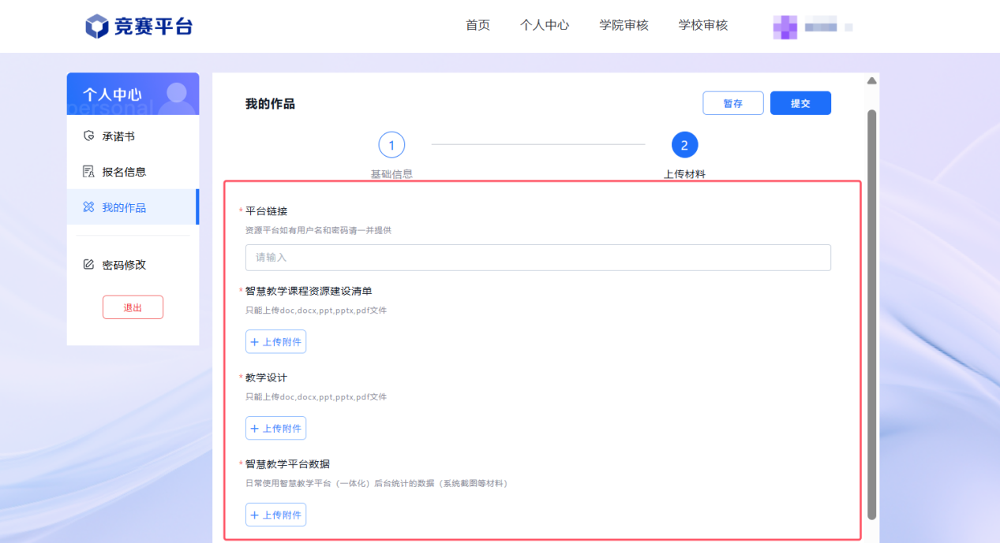 竞赛平台
首页 个人中心 学院审核 学校审核
个人中心
personal
承诺书
报名信息
我的作品
密码修改
退出
我的作品
暂存 提交
1 2
基础信息 上传材料
* 平台链接
资源平台如有用户名和密码请一并提供
请输入
* 智慧教学课程资源建设清单
只能上传doc,docx,ppt,pptx,pdf文件
+ 上传附件
* 教学设计
只能上传doc,docx,ppt,pptx,pdf文件
+ 上传附件
* 智慧教学平台数据
日常使用智慧教学平台（一体化）后台统计的数据（系统截图等材料）
+ 上传附件